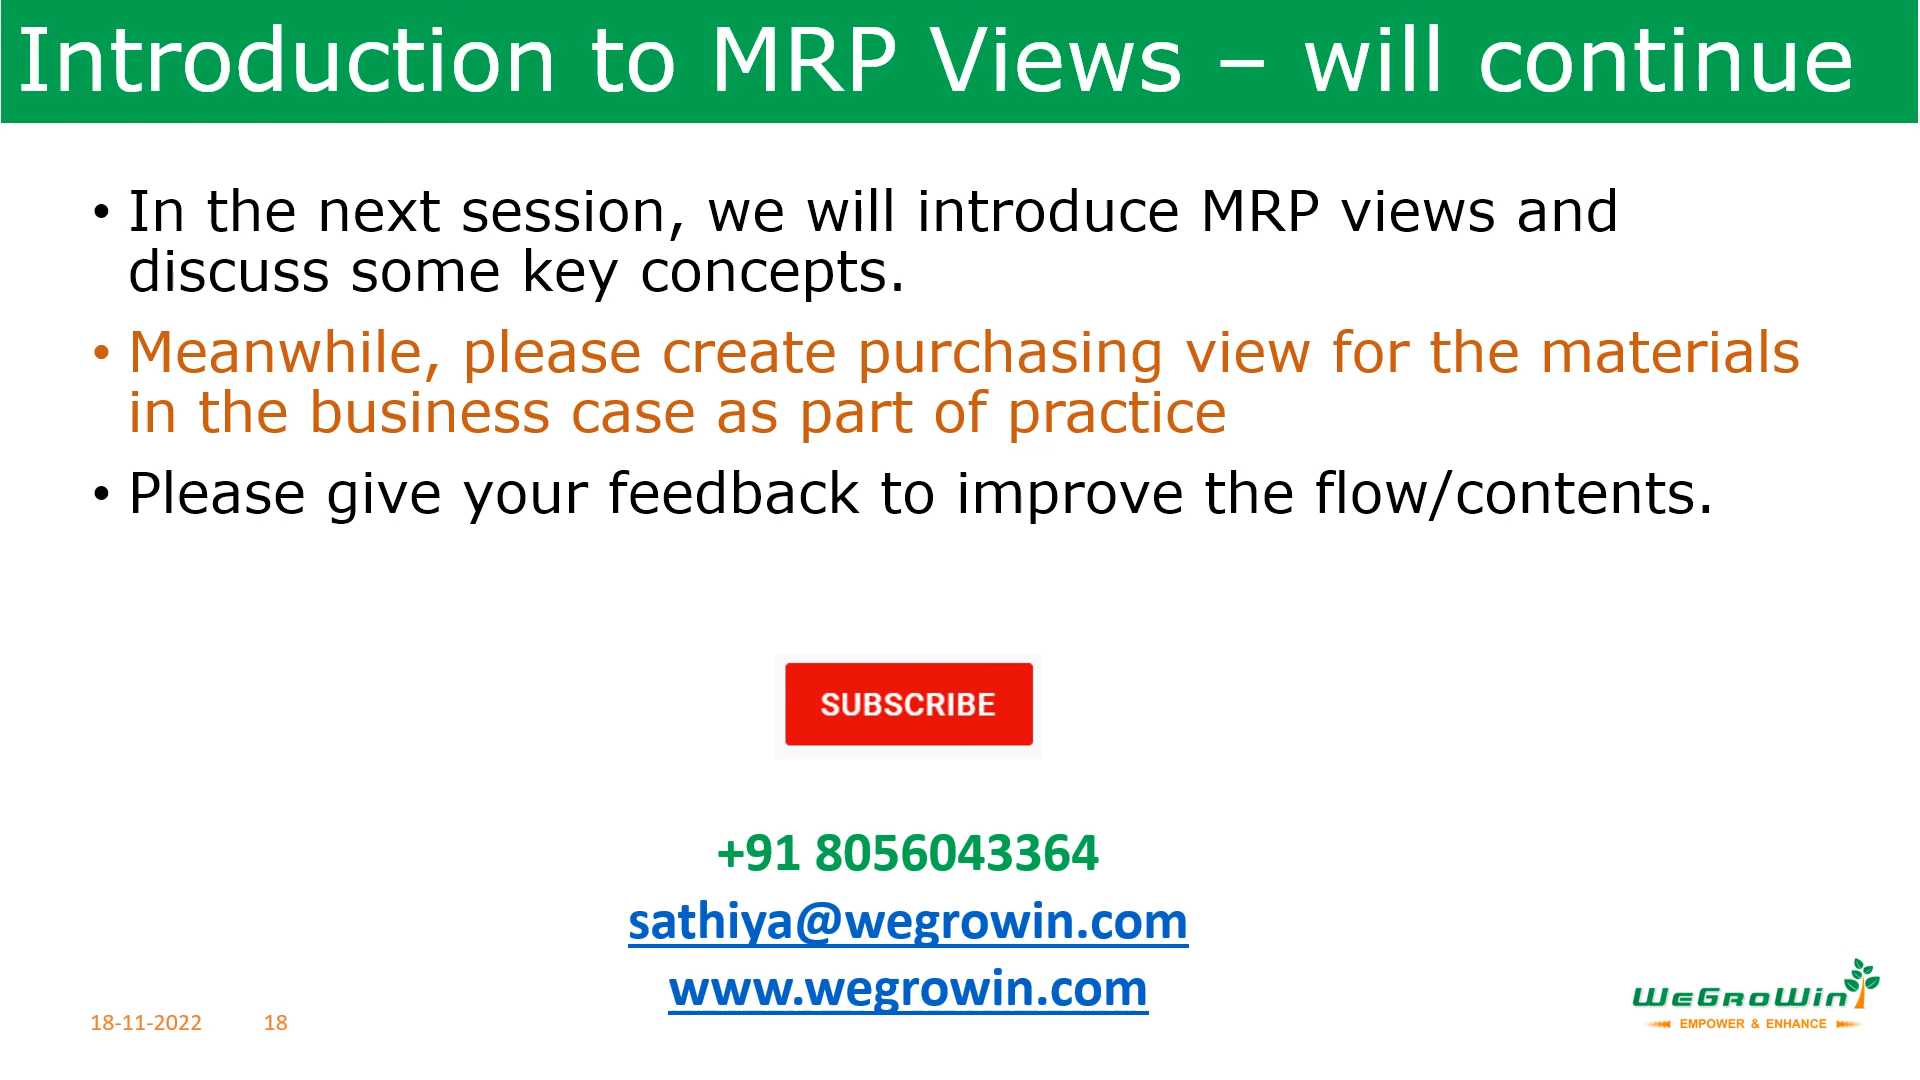 Introduction to MRP Views – will continue
• In the next session, we will introduce MRP views and
discuss some key concepts.
• Meanwhile, please create purchasing view for the materials
in the business case as part of practice
• Please give your feedback to improve the flow/contents.
SUBSCRIBE
+91 8056043364
sathiya@wegrowin.com
www.wegrowin.com
18-11-2022 18
WeGroWin
EMPOWER & ENHANCE